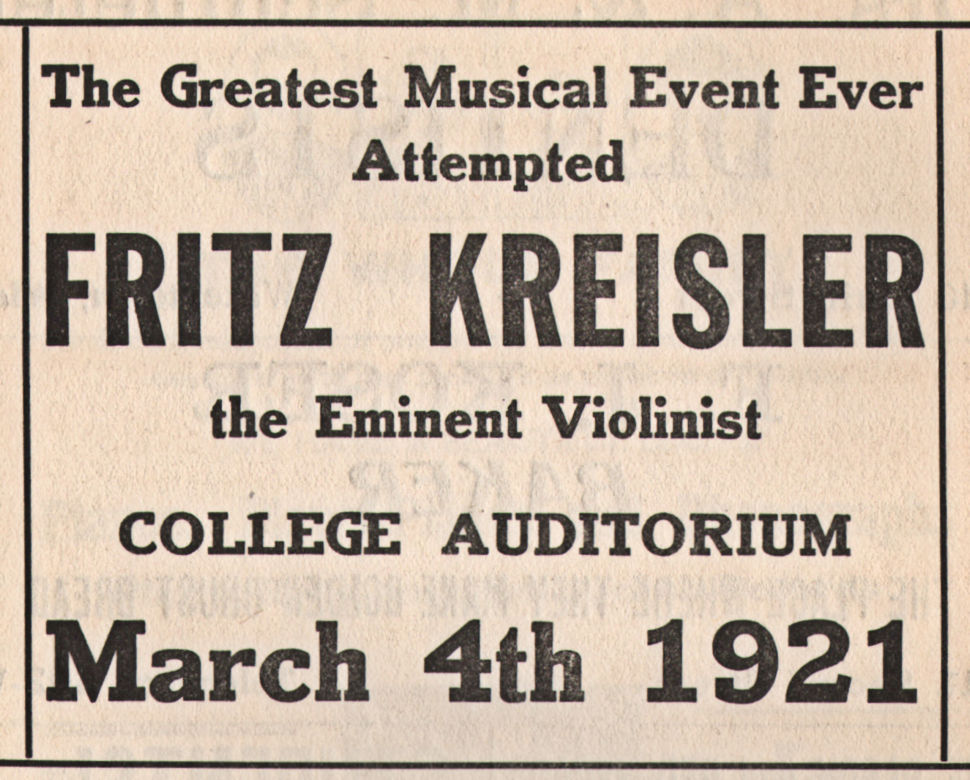 The Greatest Musical Event Ever
Attempted
FRITZ KREISLER
the Eminent Violinist
COLLEGE AUDITORIUM
March 4th 1921